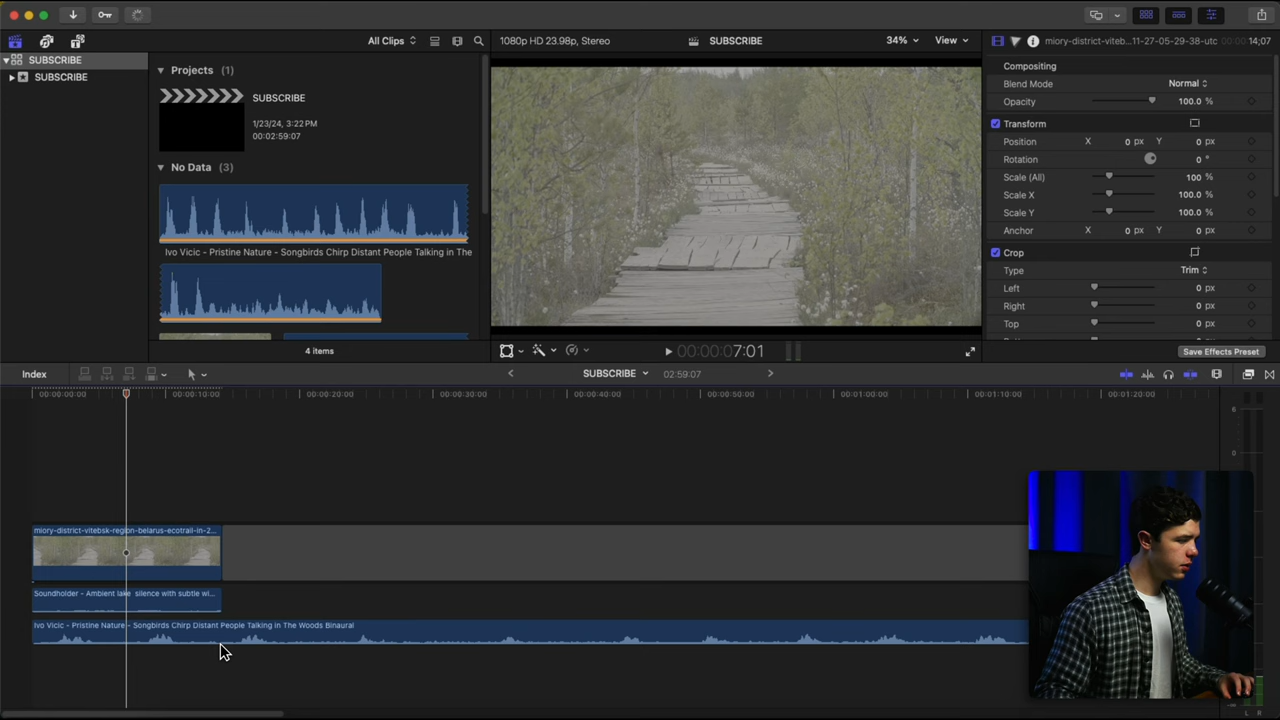 All Clips
1080p HD 23.98p, Stereo
SUBSCRIBE
34%
View
miory-district-viteb...11-27-05-29-38-utc
00:00:14;07
SUBSCRIBE
SUBSCRIBE
Projects (1)
SUBSCRIBE
1/23/24, 3:22 PM
00:02:59:07
No Data (3)
Ivo Vicic - Pristine Nature - Songbirds Chirp Distant People Talking in The
4 items
Compositing
Blend Mode Normal
Opacity 100.0 %
Transform
Position X 0 px Y 0 px
Rotation 0 °
Scale (All) 100 %
Scale X 100.0 %
Scale Y 100.0 %
Anchor X 0 px Y 0 px
Crop
Type Trim
Left 0 px
Right 0 px
Top 0 px
Save Effects Preset
00:00:07:01
Index
SUBSCRIBE
02:59:07
00:00:00:00 00:00:10:00 00:00:20:00 00:00:30:00 00:00:40:00 00:00:50:00 00:01:00:00 00:01:10:00 00:01:20:00
6
0
miory-district-vitebsk-region-belarus-ecotrail-in-2...
Soundholder - Ambient lake silence with subtle wi...
Ivo Vicic - Pristine Nature - Songbirds Chirp Distant People Talking in The Woods Binaural
L R